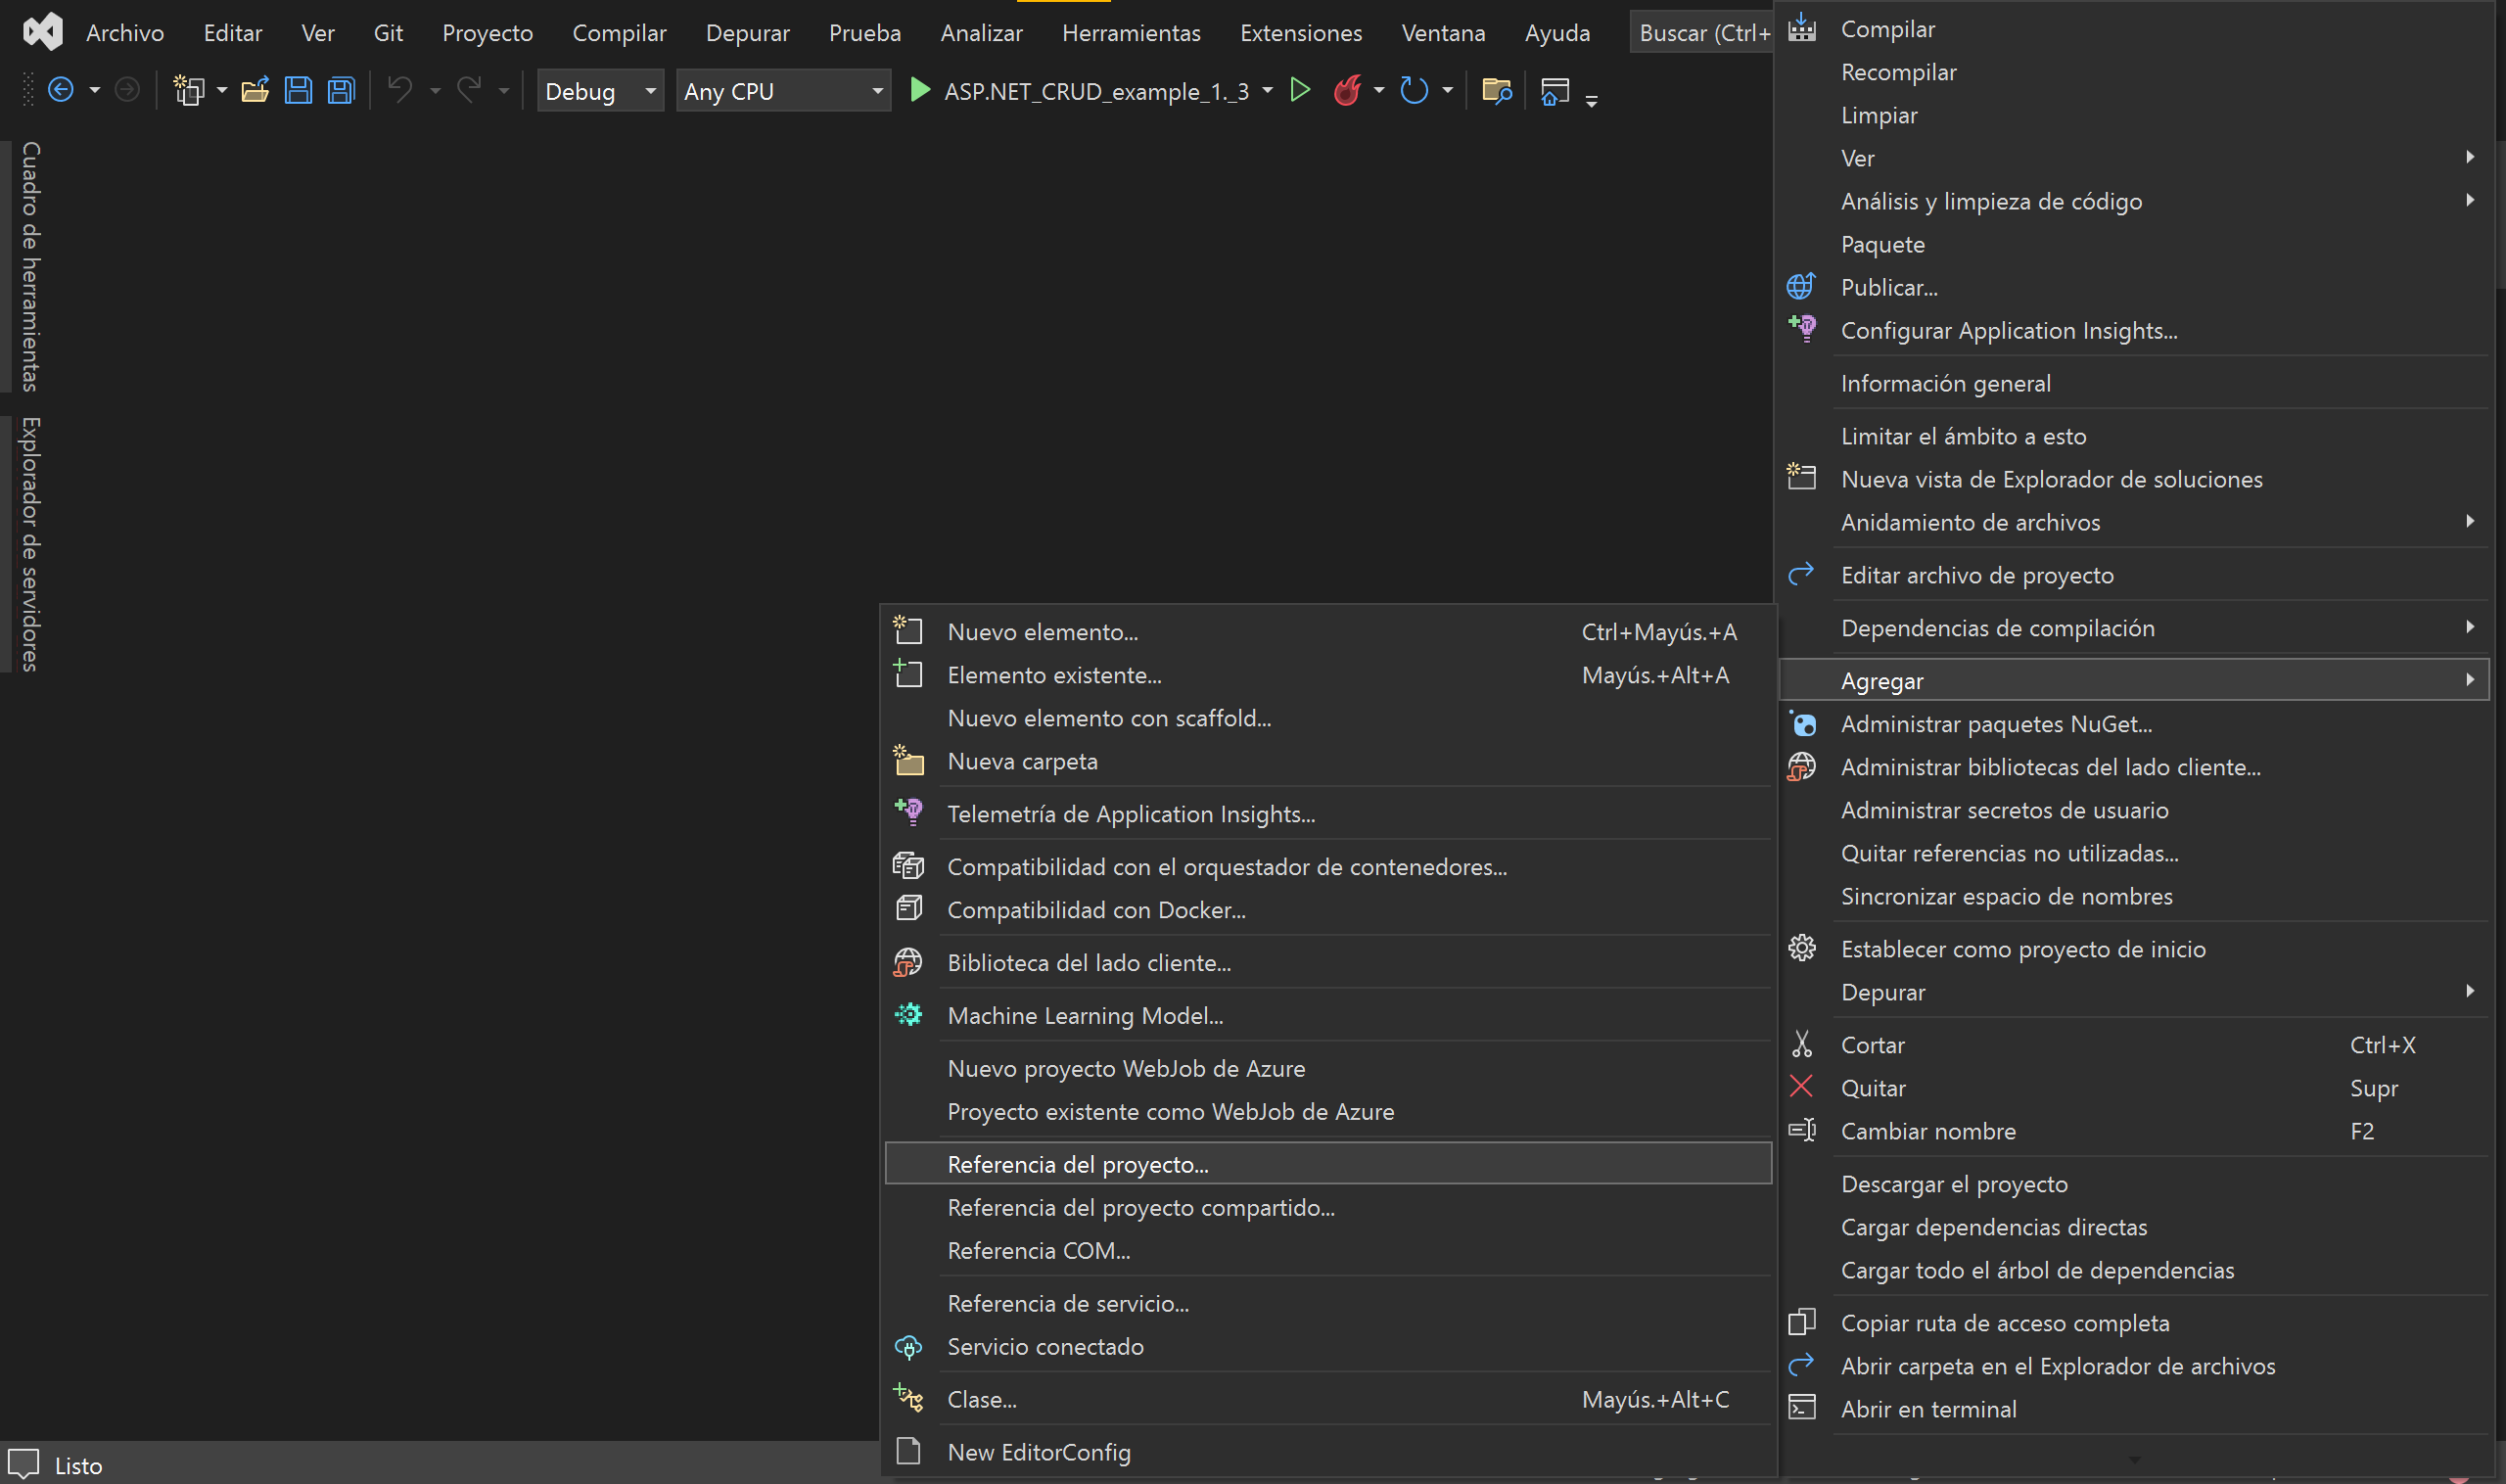 Archivo Editar Ver Git Proyecto Compilar Depurar Prueba Analizar Herramientas Extensiones Ventana Ayuda Buscar (Ctrl+
Debug Any CPU ASP.NET_CRUD_example_1._3
Cuadro de herramientas
Explorador de servidores
Nuevo elemento... Ctrl+Mayús.+A
Elemento existente... Mayús.+Alt+A
Nuevo elemento con scaffold...
Nueva carpeta
Telemetría de Application Insights...
Compatibilidad con el orquestador de contenedores...
Compatibilidad con Docker...
Biblioteca del lado cliente...
Machine Learning Model...
Nuevo proyecto WebJob de Azure
Proyecto existente como WebJob de Azure
Referencia del proyecto...
Referencia del proyecto compartido...
Referencia COM...
Referencia de servicio...
Servicio conectado
Clase... Mayús.+Alt+C
New EditorConfig
Compilar
Recompilar
Limpiar
Ver
Análisis y limpieza de código
Paquete
Publicar...
Configurar Application Insights...
Información general
Limitar el ámbito a esto
Nueva vista de Explorador de soluciones
Anidamiento de archivos
Editar archivo de proyecto
Dependencias de compilación
Agregar
Administrar paquetes NuGet...
Administrar bibliotecas del lado cliente...
Administrar secretos de usuario
Quitar referencias no utilizadas...
Sincronizar espacio de nombres
Establecer como proyecto de inicio
Depurar
Cortar Ctrl+X
Quitar Supr
Cambiar nombre F2
Descargar el proyecto
Cargar dependencias directas
Cargar todo el árbol de dependencias
Copiar ruta de acceso completa
Abrir carpeta en el Explorador de archivos
Abrir en terminal
Listo